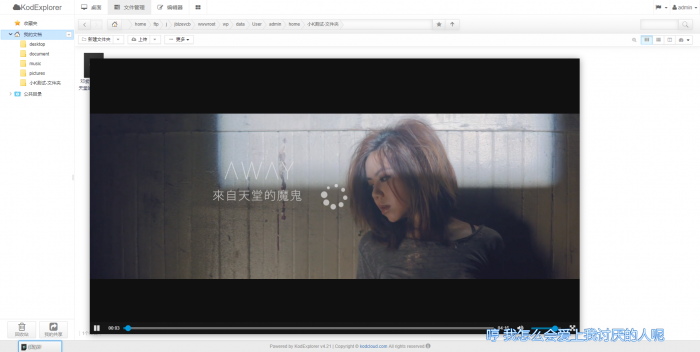 KodExplorer
桌面
文件管理
编辑器
admin
收藏夹
我的文档
desktop
document
music
pictures
小K测试-文件夹
公共目录
home
ftp
j
wwwroot
wp
data
User
admin
home
小K测试-文件夹
新建文件夹
上传
更多
AWAY
來自天堂的魔鬼
00:03
哼 我怎么会爱上我讨厌的人呢
回收站
我的共享
Powered by KodExplorer v4.21 | Copyright © kodcloud.com All rights reserved.